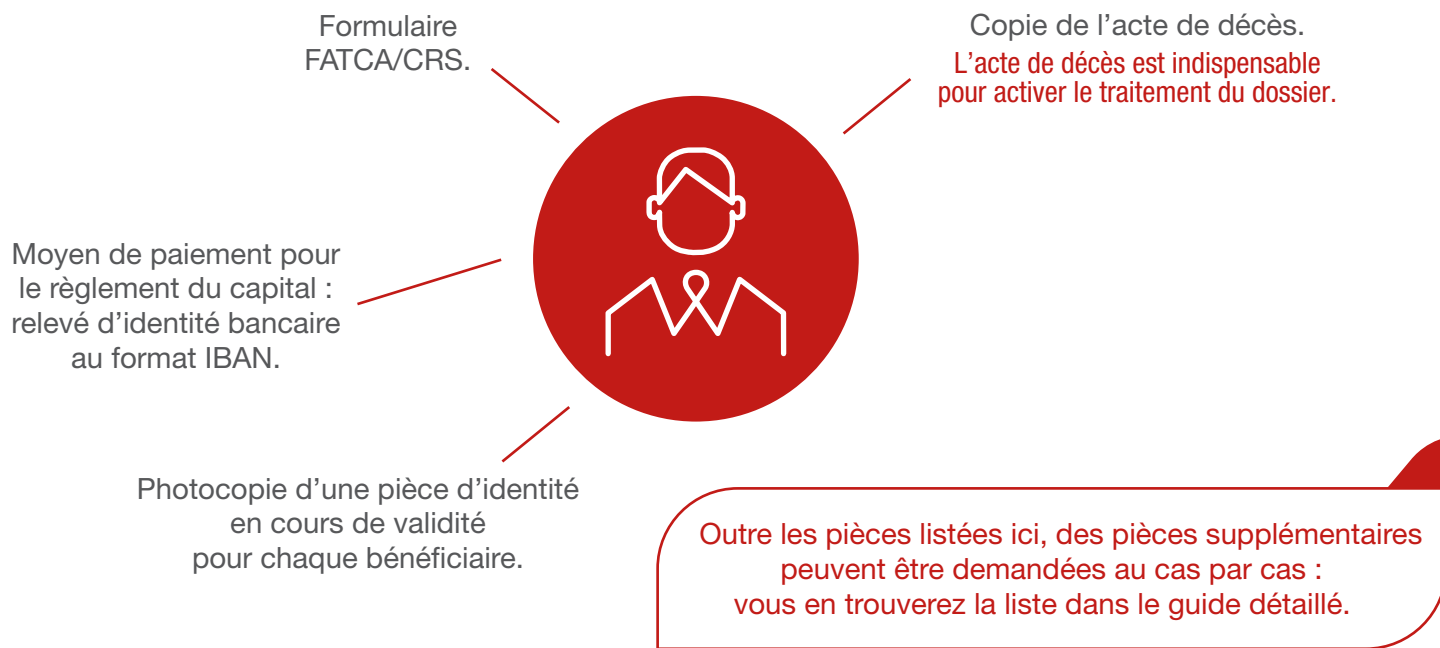 Formulaire
FATCA/CRS.
Copie de l’acte de décès.
L’acte de décès est indispensable
pour activer le traitement du dossier.
Moyen de paiement pour
le règlement du capital :
relevé d’identité bancaire
au format IBAN.
Photocopie d’une pièce d’identité
en cours de validité
pour chaque bénéficiaire.
Outre les pièces listées ici, des pièces supplémentaires
peuvent être demandées au cas par cas :
vous en trouverez la liste dans le guide détaillé.